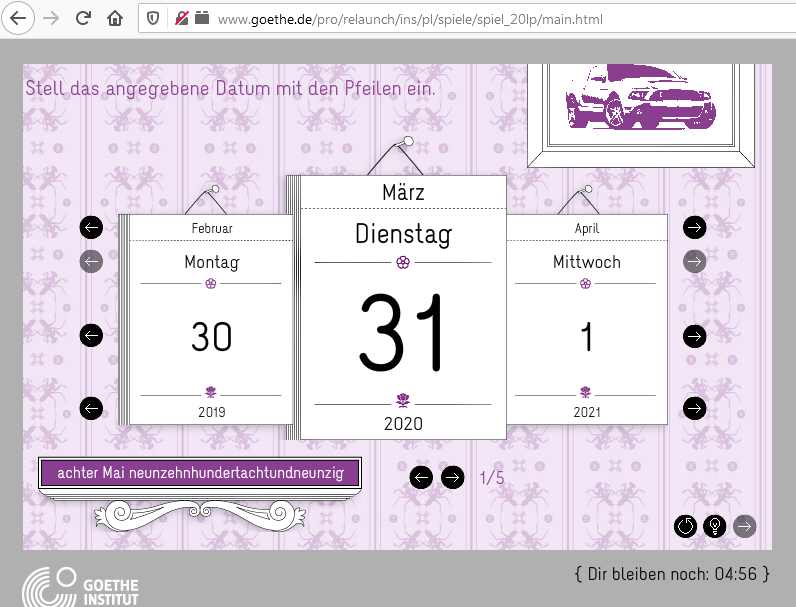 www.goethe.de/pro/relaunch/ins/pl/spiele/spiel_20lp/main.html
Stell das angegebene Datum mit den Pfeilen ein.
Februar
Montag
30
2019
März
Dienstag
31
2020
April
Mittwoch
1
2021
achter Mai neunzehnhundertachtundneunzig
1/5
{ Dir bleiben noch: 04:56 }
GOETHE
INSTITUT